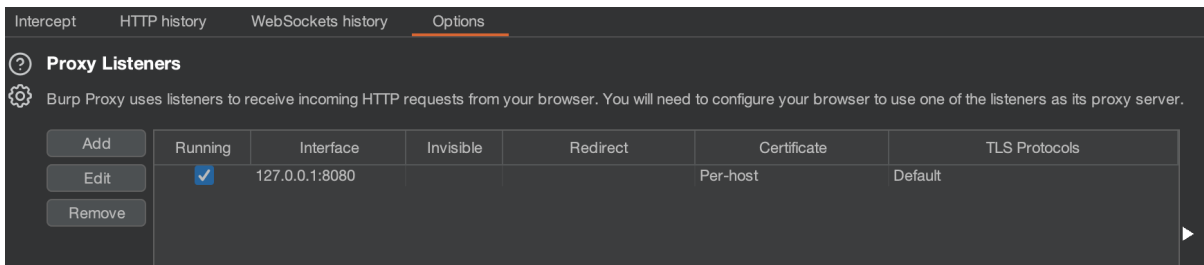 Intercept HTTP history WebSockets history Options
Proxy Listeners
Burp Proxy uses listeners to receive incoming HTTP requests from your browser. You will need to configure your browser to use one of the listeners as its proxy server.
Add Running Interface Invisible Redirect Certificate TLS Protocols
Edit 127.0.0.1:8080 Per-host Default
Remove